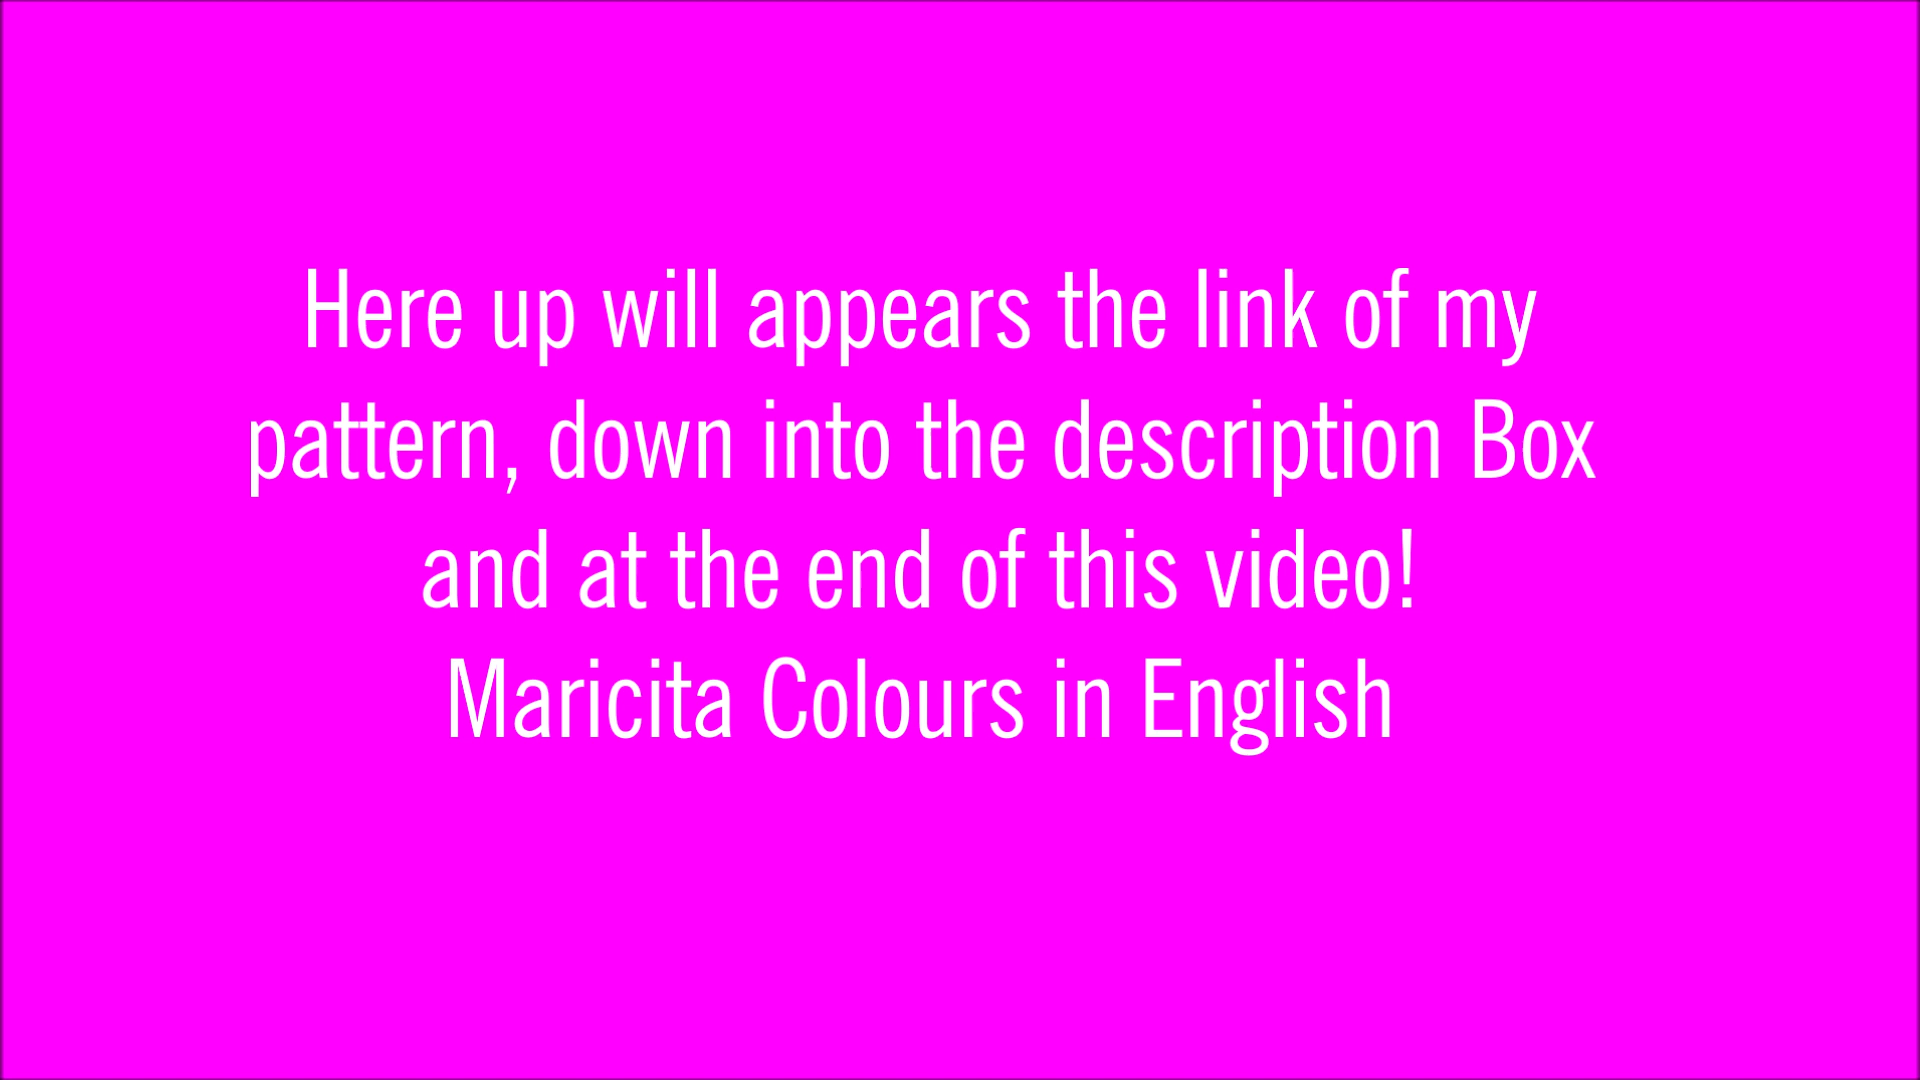 Here up will appears the link of my
pattern, down into the description Box
and at the end of this video!
Maricita Colours in English